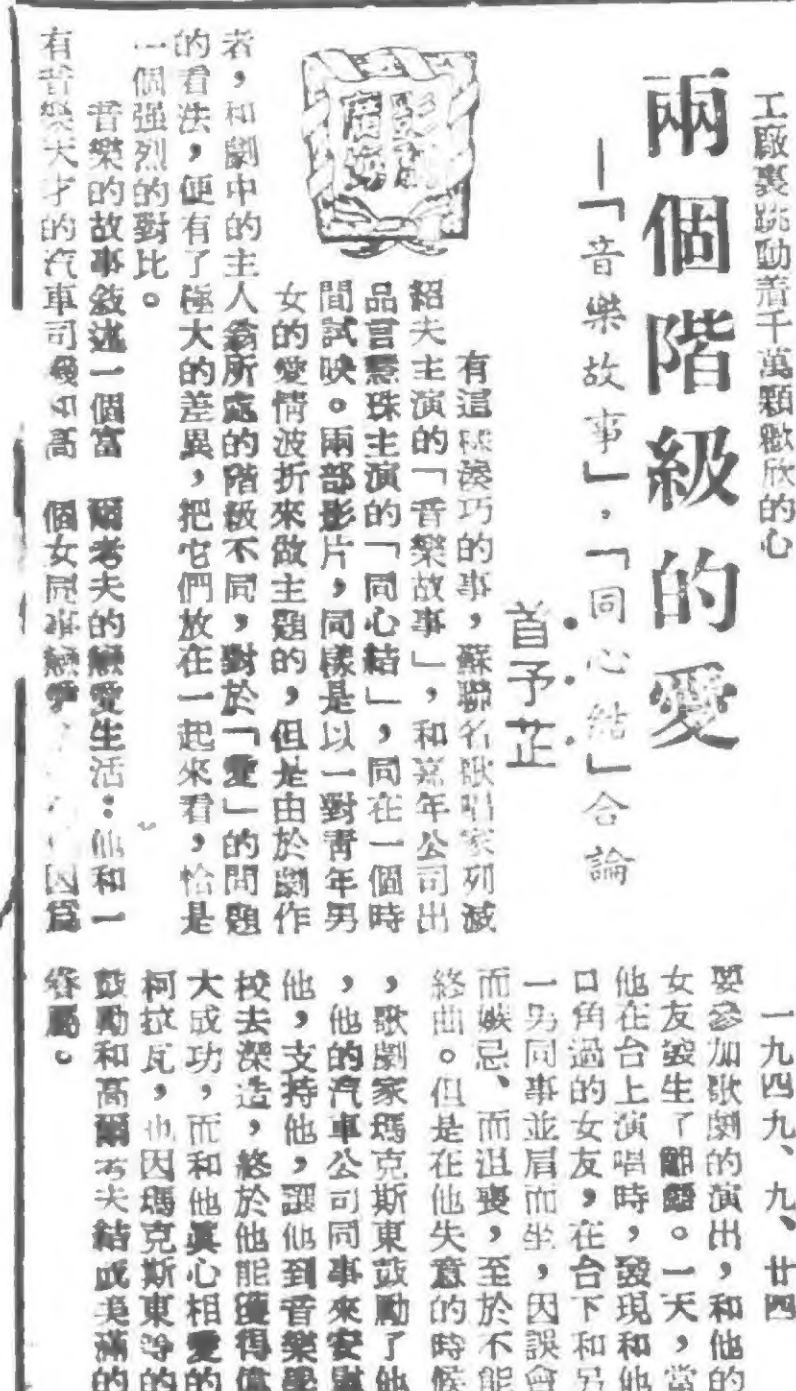 工廠裏跳動着千萬顆歡欣的心
一九四九、九、廿四
兩個階級的愛
—「音樂故事」,「同心結」合論
首予芷
影劇
廣場
有這樣湊巧的事,蘇聯名歌唱家列滅
紹夫主演的「音樂故事」,和嘉年公司出
品言慧珠主演的「同心結」,同在一個時
間試映。兩部影片,同樣是以一對靑年男
女的愛情波折來做主題的,但是由於劇作
者,和劇中的主人翁所處的階級不同,對於「愛」的問題
的看法,便有了極大的差異,把它們放在一起來看,恰是
一個强烈的對比。
音樂的故事敘述一個富
有音樂天才的汽車司機叫高
爾考夫的戀愛生活:他和一
個女同事戀 因爲
要參加歌劇的演出,和他的
女友發生了齟齬。一天,當
他在台上演唱時,發現和他
口角過的女友,在台下和另
一男同事並肩而坐,因誤會
而嫉忌、而沮喪,至於不能
終曲。但是在他失意的時候
,歌劇家瑪克斯東鼓勵了他
,他的汽車公司同事來安慰
他,支持他,讓他到音樂學
校去深造,終於他能獲得偉
大成功,而和他眞心相愛的
柯拉瓦,也因瑪克斯東等的
鼓勵和高爾考夫結成美滿的
眷屬。